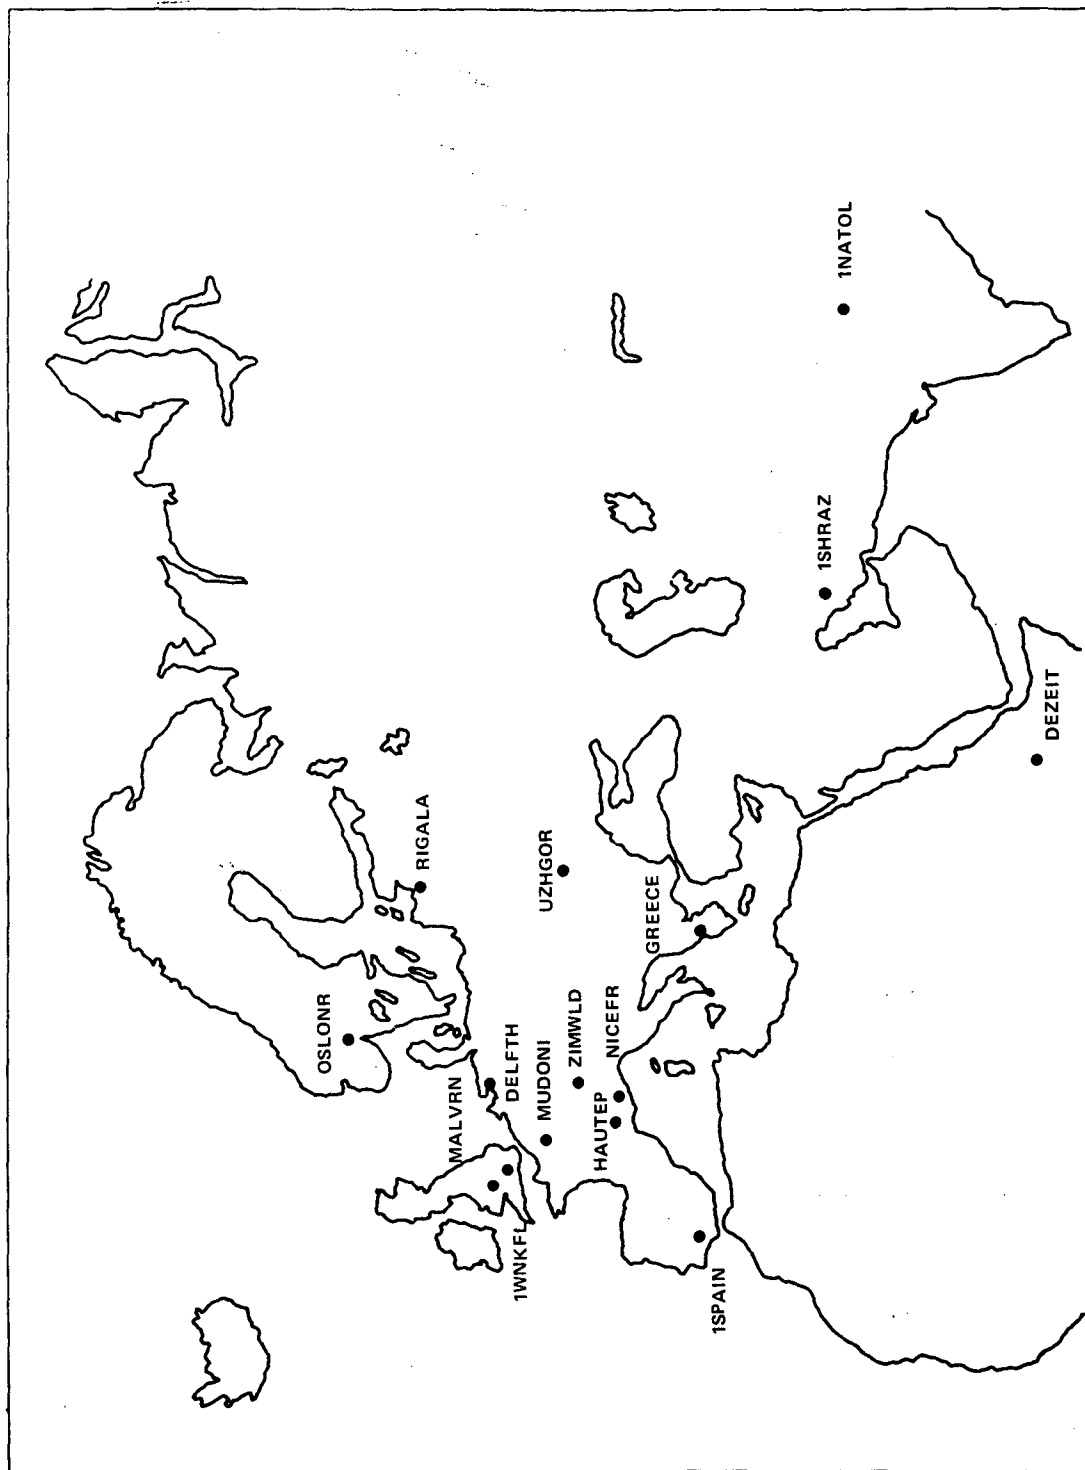 OSLONR
RIGALA
MALVRN
DELFTH
MUDONI
UZHGOR
1WNKFL
ZIMWLD
HAUTEP
NICEFR
GREECE
1SPAIN
1SHRAZ
1NATOL
DEZEIT